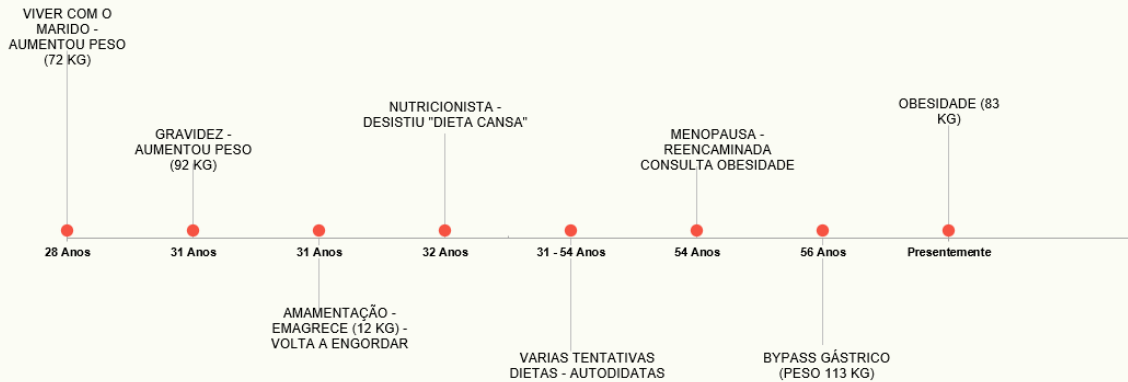 VIVER COM O
MARIDO -
AUMENTOU PESO
(72 KG)
GRAVIDEZ -
AUMENTOU PESO
(92 KG)
NUTRICIONISTA -
DESISTIU "DIETA CANSA"
MENOPAUSA -
REENCAMINADA
CONSULTA OBESIDADE
OBESIDADE (83
KG)
28 Anos
31 Anos
31 Anos
32 Anos
31 - 54 Anos
54 Anos
56 Anos
Presentemente
AMAMENTAÇÃO -
EMAGRECE (12 KG) -
VOLTA A ENGORDAR
VARIAS TENTATIVAS
DIETAS - AUTODIDATAS
BYPASS GÁSTRICO
(PESO 113 KG)